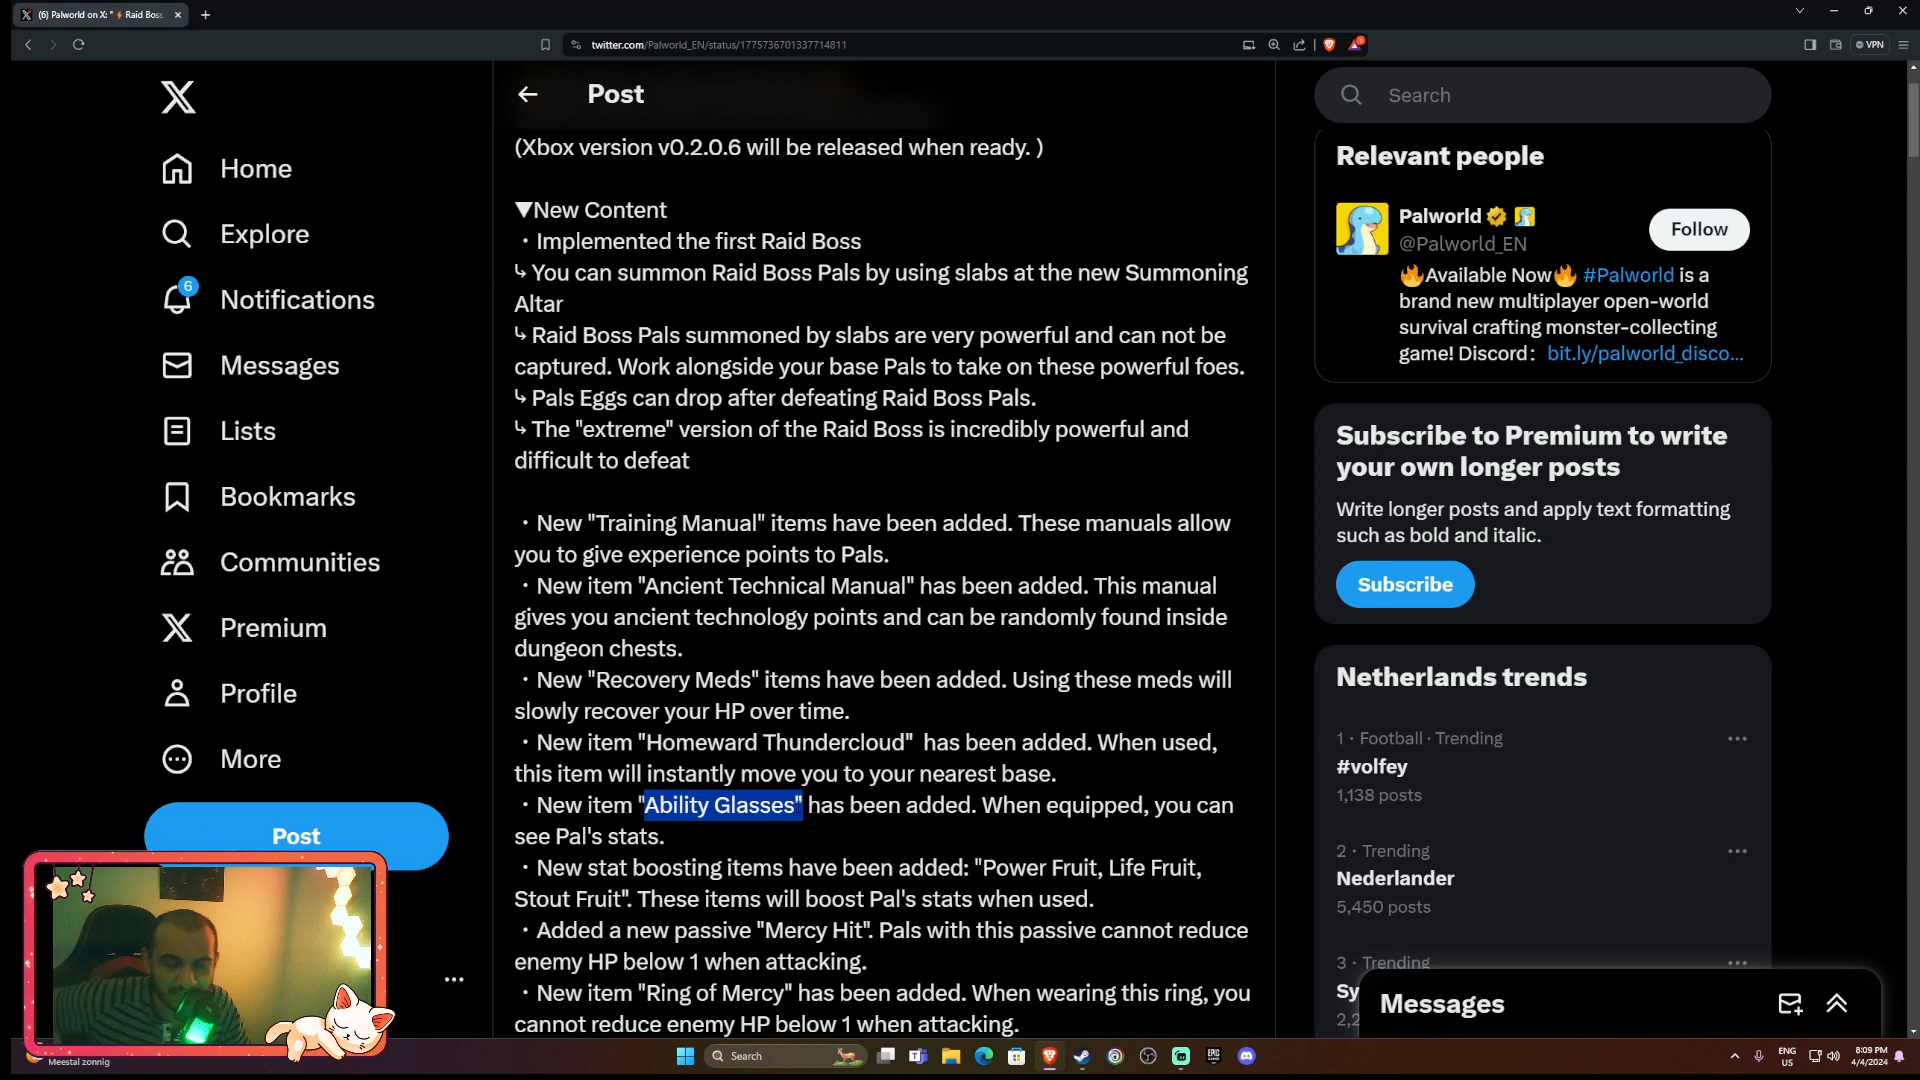 (6) Palworld on X: "⚡ Raid Boss
twitter.com/Palworld_EN/status/1775736701337714811
VPN
Home
Explore
6
Notifications
Messages
Lists
Bookmarks
Communities
Premium
Profile
More
Post
Post
(Xbox version v0.2.0.6 will be released when ready. )
▼New Content
・Implemented the first Raid Boss
↳ You can summon Raid Boss Pals by using slabs at the new Summoning
Altar
↳ Raid Boss Pals summoned by slabs are very powerful and can not be
captured. Work alongside your base Pals to take on these powerful foes.
↳ Pals Eggs can drop after defeating Raid Boss Pals.
↳ The "extreme" version of the Raid Boss is incredibly powerful and
difficult to defeat
・New "Training Manual" items have been added. These manuals allow
you to give experience points to Pals.
・New item "Ancient Technical Manual" has been added. This manual
gives you ancient technology points and can be randomly found inside
dungeon chests.
・New "Recovery Meds" items have been added. Using these meds will
slowly recover your HP over time.
・New item "Homeward Thundercloud"  has been added. When used,
this item will instantly move you to your nearest base.
・New item "Ability Glasses" has been added. When equipped, you can
see Pal's stats.
・New stat boosting items have been added: "Power Fruit, Life Fruit,
Stout Fruit". These items will boost Pal's stats when used.
・Added a new passive "Mercy Hit". Pals with this passive cannot reduce
enemy HP below 1 when attacking.
・New item "Ring of Mercy" has been added. When wearing this ring, you
cannot reduce enemy HP below 1 when attacking.
Search
Relevant people
Palworld
@Palworld_EN
Follow
🔥Available Now🔥 #Palworld is a
brand new multiplayer open-world
survival crafting monster-collecting
game! Discord： bit.ly/palworld_disco...
Subscribe to Premium to write
your own longer posts
Write longer posts and apply text formatting
such as bold and italic.
Subscribe
Netherlands trends
1 · Football · Trending
#volfey
1,138 posts
2 · Trending
Nederlander
5,450 posts
3 · Trending
Sy
2,2
Messages
Meestal zonnig
Search
ENG
US
8:09 PM
4/4/2024